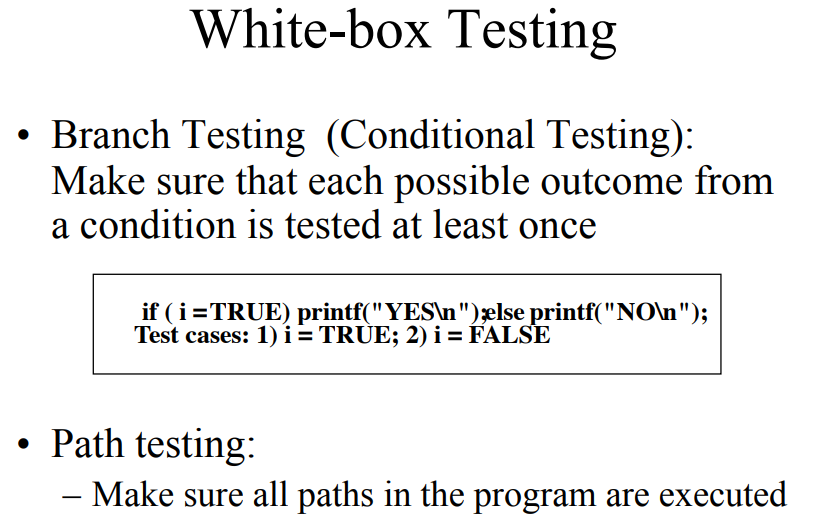 White-box Testing
• Branch Testing (Conditional Testing):
Make sure that each possible outcome from
a condition is tested at least once
if ( i =TRUE) printf("YES\n");else printf("NO\n");
Test cases: 1) i = TRUE; 2) i = FALSE
• Path testing:
– Make sure all paths in the program are executed